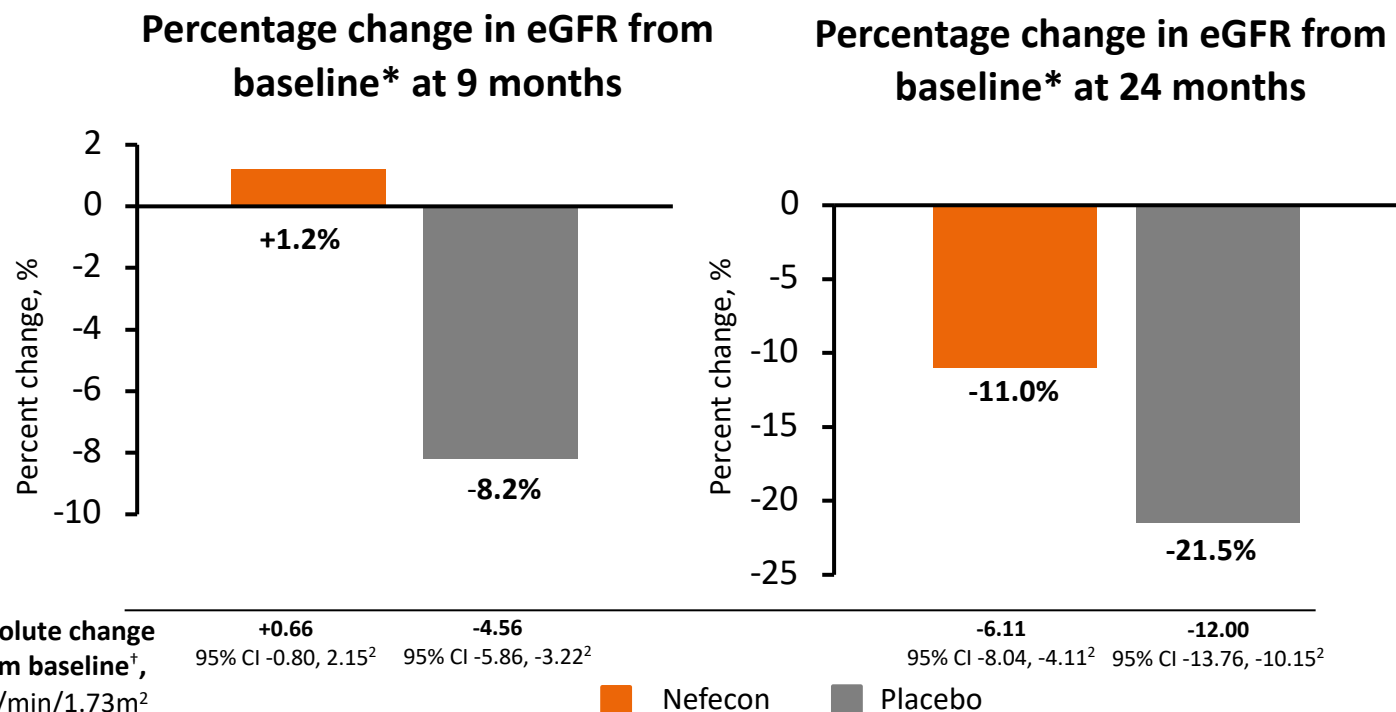 Percentage change in eGFR from
baseline* at 9 months
2
0
-2
-4
-6
-8
-10
Percent change, %
+1.2%
-8.2%
Percentage change in eGFR from
baseline* at 24 months
0
-5
-10
-15
-20
-25
Percent change, %
-11.0%
-21.5%
olute change
m baseline†,
/min/1.73m²
+0.66
95% CI -0.80, 2.15²
-4.56
95% CI -5.86, -3.22²
-6.11
95% CI -8.04, -4.11²
-12.00
95% CI -13.76, -10.15²
Nefecon
Placebo